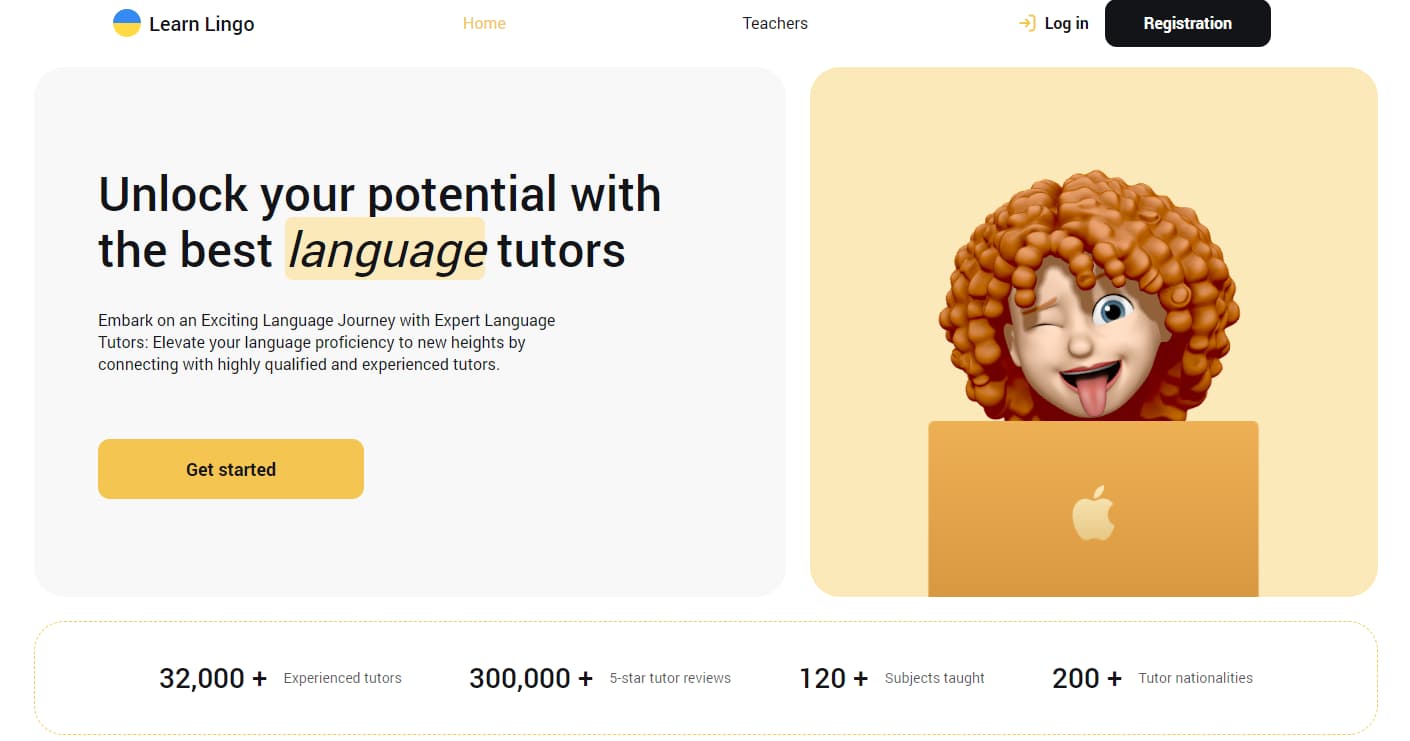 Learn Lingo
Home
Teachers
Log in
Registration
Unlock your potential with
the best language tutors
Embark on an Exciting Language Journey with Expert Language
Tutors: Elevate your language proficiency to new heights by
connecting with highly qualified and experienced tutors.
Get started
32,000 + Experienced tutors
300,000 + 5-star tutor reviews
120 + Subjects taught
200 + Tutor nationalities